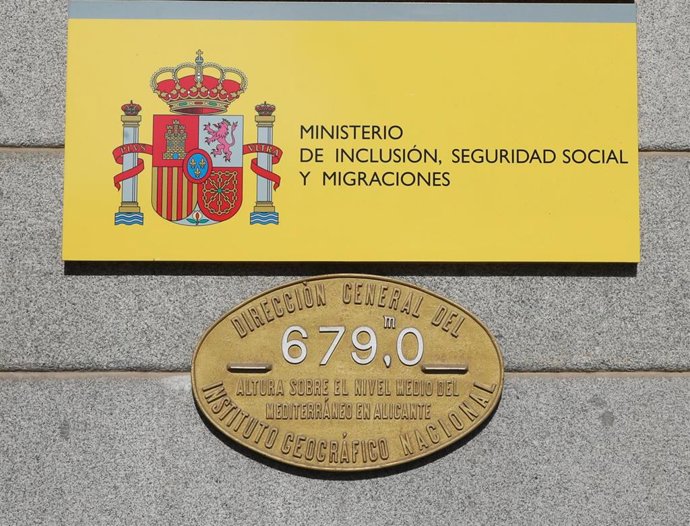 PLVS VLTRA
MINISTERIO
DE INCLUSIÓN, SEGURIDAD SOCIAL
Y MIGRACIONES
DIRECCIÓN GENERAL DEL
679,0 m
ALTURA SOBRE EL NIVEL MEDIO DEL
MEDITERRÁNEO EN ALICANTE
INSTITUTO GEOGRÁFICO NACIONAL